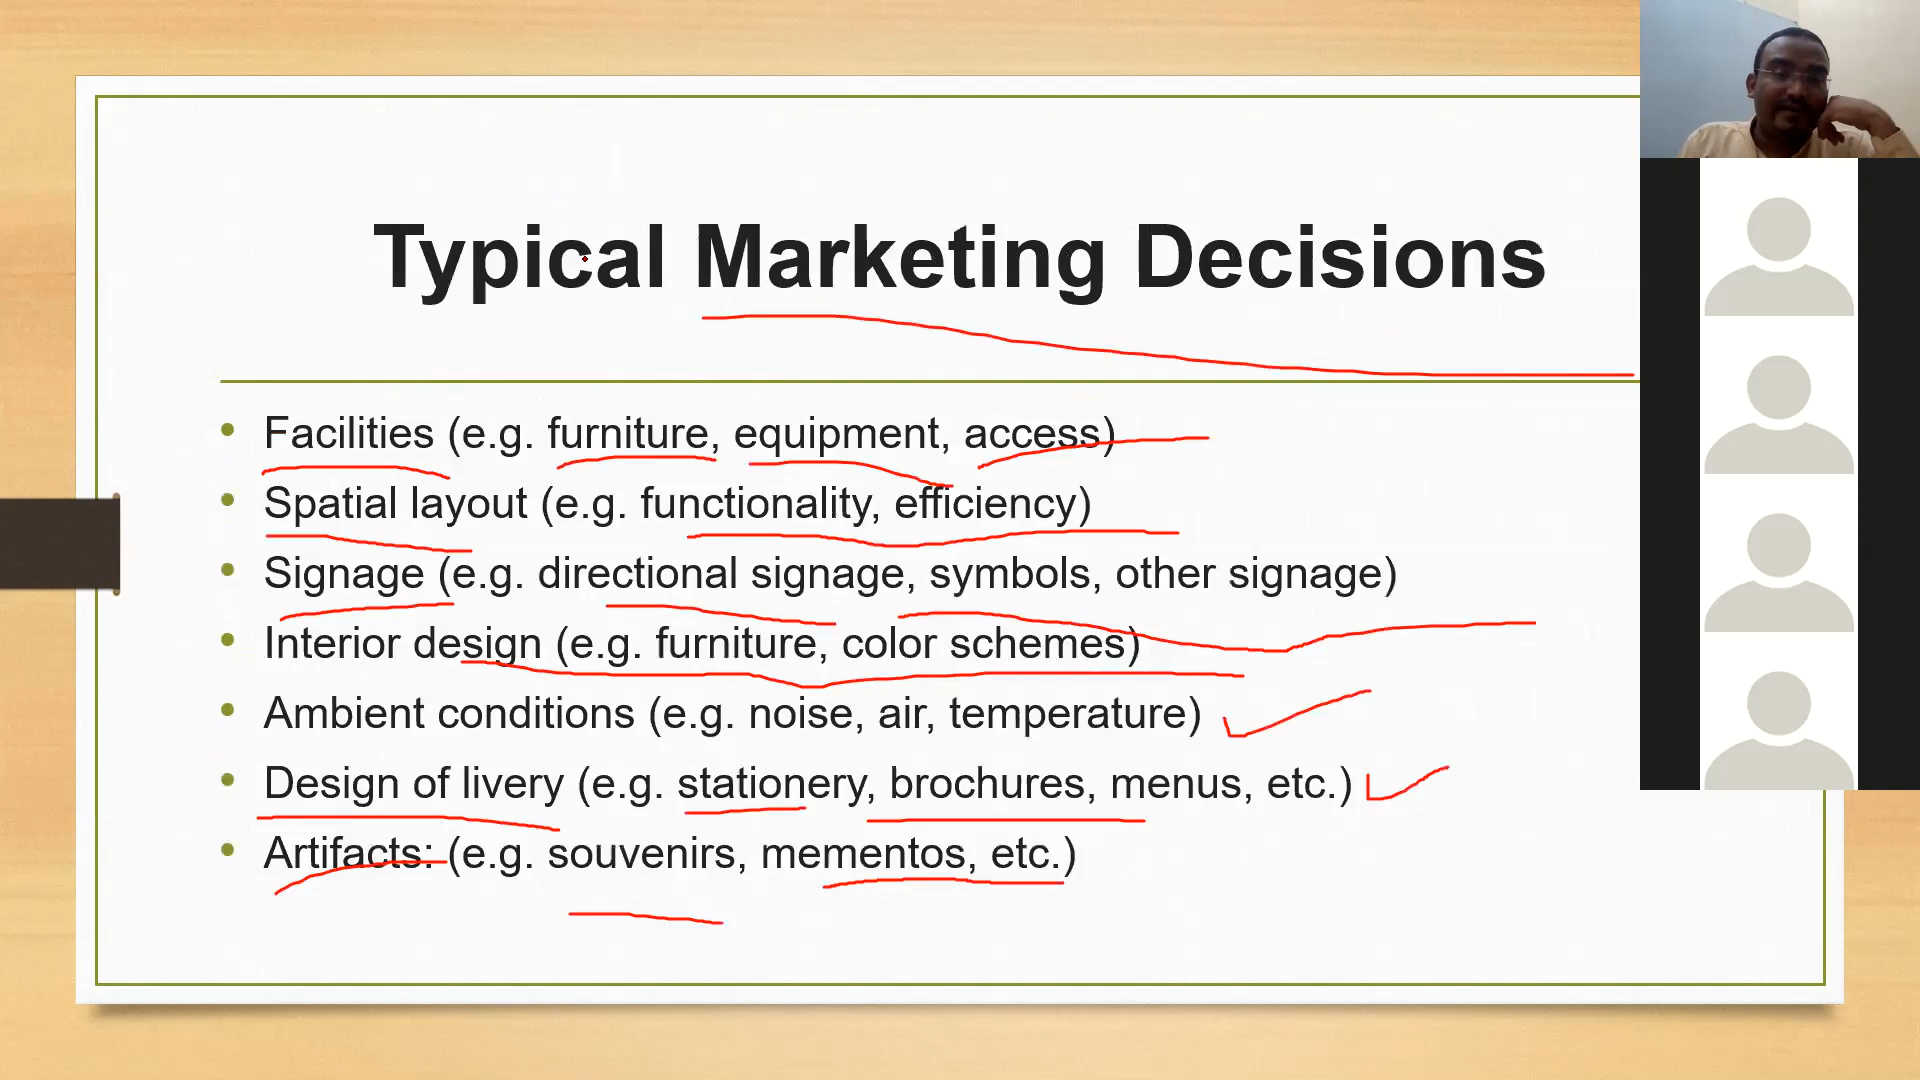 Typical Marketing Decisions
• Facilities (e.g. furniture, equipment, access)
• Spatial layout (e.g. functionality, efficiency)
• Signage (e.g. directional signage, symbols, other signage)
• Interior design (e.g. furniture, color schemes)
• Ambient conditions (e.g. noise, air, temperature)
• Design of livery (e.g. stationery, brochures, menus, etc.)
• Artifacts: (e.g. souvenirs, mementos, etc.)